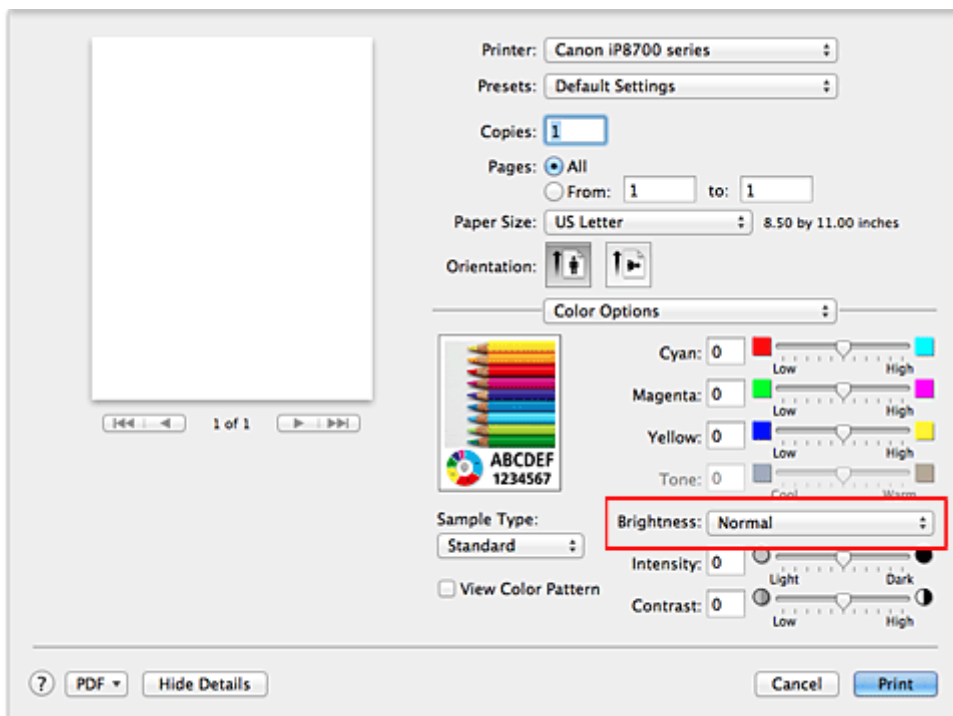 Printer: Canon iP8700 series
Presets: Default Settings
Copies: 1
Pages: All
From: 1 to: 1
Paper Size: US Letter 8.50 by 11.00 inches
Orientation:
Color Options
Cyan: 0
Low High
Magenta: 0
Low High
Yellow: 0
Low High
Tone: 0
Cool Warm
1 of 1
ABCDEF
1234567
Sample Type:
Standard
View Color Pattern
Brightness: Normal
Intensity: 0
Light Dark
Contrast: 0
Low High
? PDF Hide Details Cancel Print